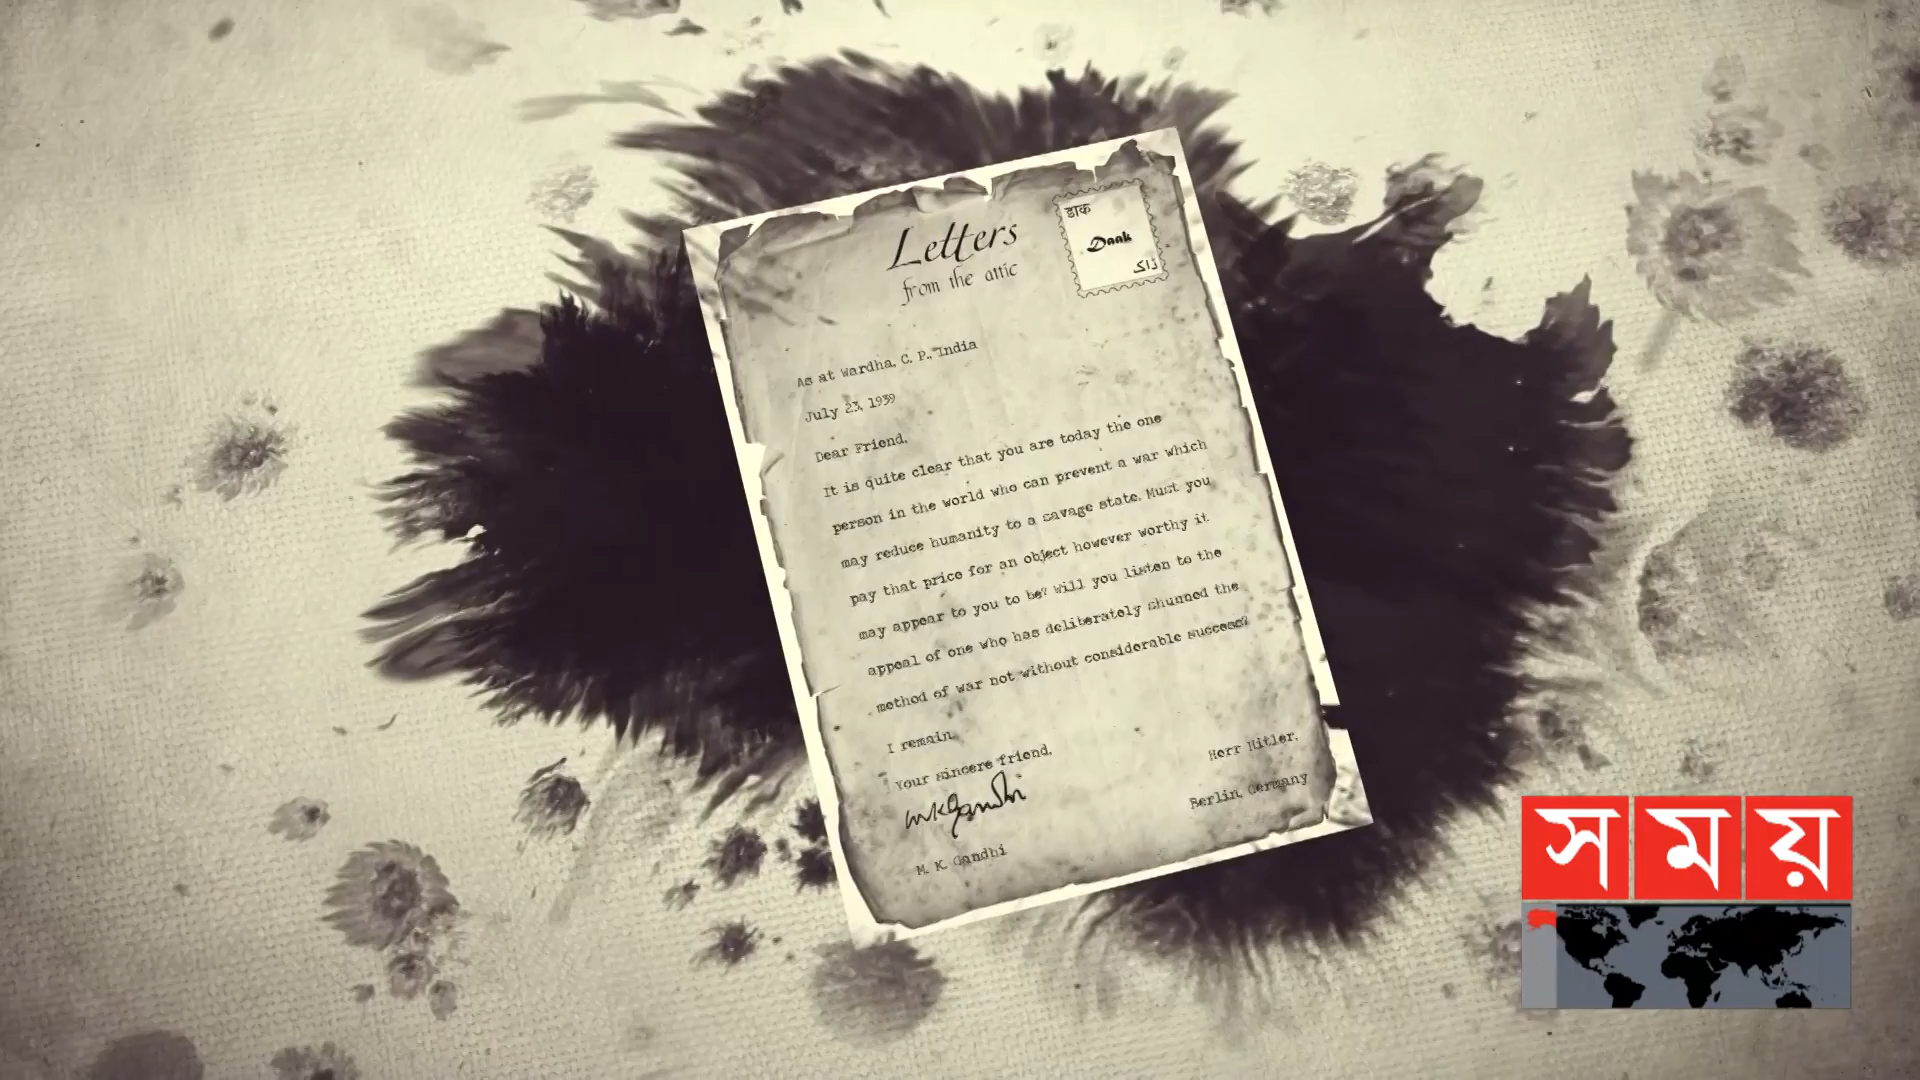 Letters
from the attic
डाक
Daak
ڈاک
As at Wardha, C. P., India
July 23, 1939
Dear Friend,
It is quite clear that you are today the one
person in the world who can prevent a war which
may reduce humanity to a savage state. Must you
pay that price for an object however worthy it
may appear to you to be? Will you listen to the
appeal of one who has deliberately shunned the
method of war not without considerable success?
I remain,
Your sincere friend,
MKGandhi
M. K. Gandhi
Herr Hitler,
Berlin, Germany
সময়